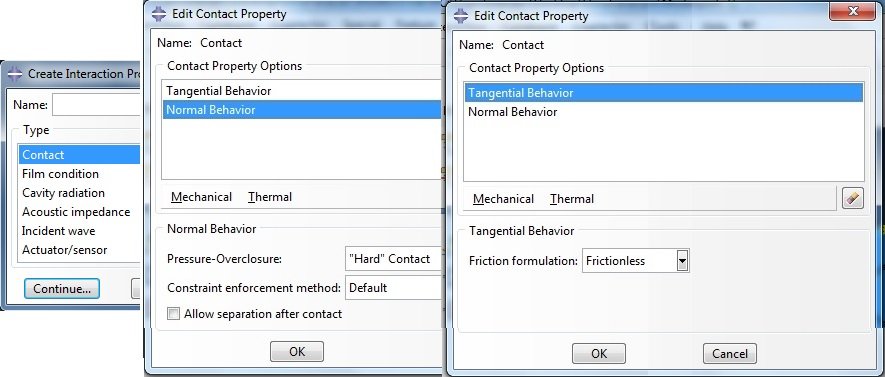 Create Interaction Pro
Name:
Type
Contact
Film condition
Cavity radiation
Acoustic impedance
Incident wave
Actuator/sensor
Continue...
Edit Contact Property
Name: Contact
Contact Property Options
Tangential Behavior
Normal Behavior
Mechanical Thermal
Normal Behavior
Pressure-Overclosure: "Hard" Contact
Constraint enforcement method: Default
Allow separation after contact
OK
Edit Contact Property
Name: Contact
Contact Property Options
Tangential Behavior
Normal Behavior
Mechanical Thermal
Tangential Behavior
Friction formulation: Frictionless
OK Cancel